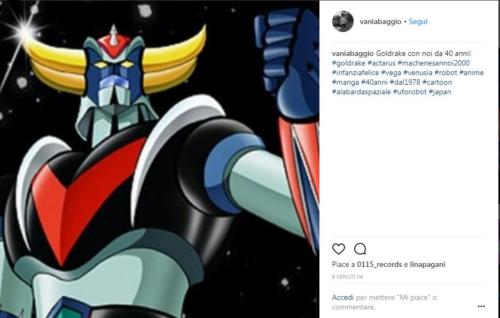 vaniabaggio • Segui
vaniabaggio Goldrake con noi da 40 anni!
#goldrake #actarus #machenesannoi2000
#infanziafelice #vega #venusia #robot #anime
#manga #40anni #dal1978 #cartoon
#alabardaspaziale #uforobot #japan
Piace a 0115_records e linapagani
8 MINUTI FA
Accedi per mettere "Mi piace" o
commentare.